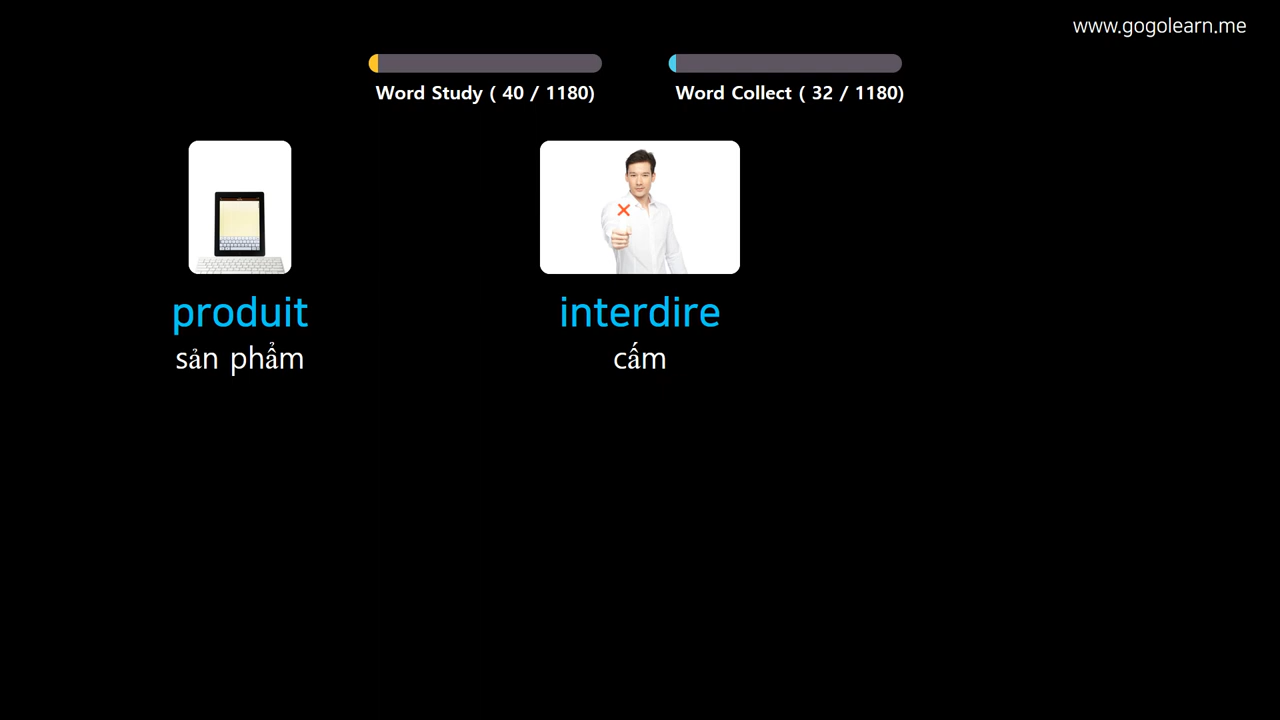 www.gogolearn.me
Word Study ( 40 / 1180)
Word Collect ( 32 / 1180)
produit
interdire
sản phẩm
cấm